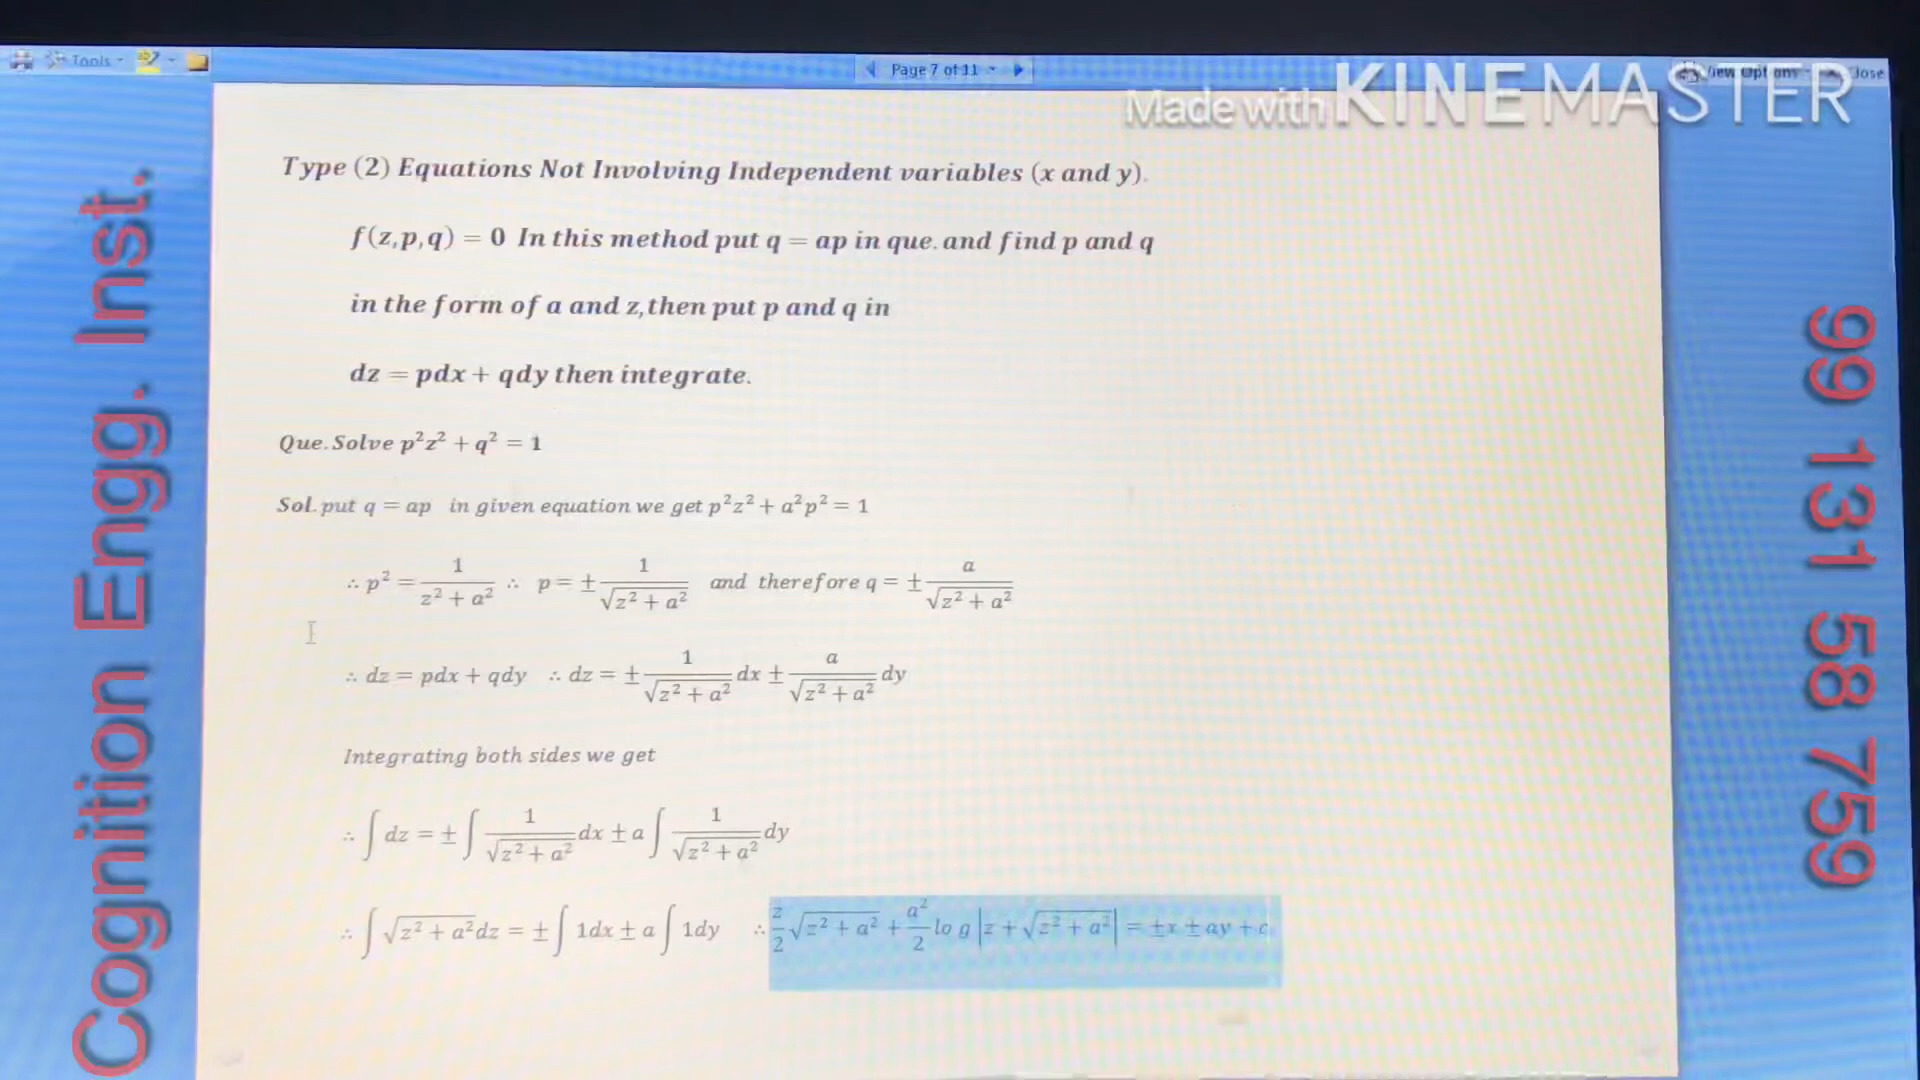 Tools
Page 7 of 11
View Options
Close
Made with KINEMASTER
Type (2) Equations Not Involving Independent variables (x and y).
f(z,p,q) = 0 In this method put q = ap in que. and find p and q
in the form of a and z, then put p and q in
dz = pdx + qdy then integrate.
Que. Solve p²z² + q² = 1
Sol. put q = ap in given equation we get p²z² + a²p² = 1
∴ p² = 1/(z² + a²) ∴ p = ± 1/√(z² + a²) and therefore q = ± a/√(z² + a²)
∴ dz = pdx + qdy ∴ dz = ± 1/√(z² + a²) dx ± a/√(z² + a²) dy
Integrating both sides we get
∴ ∫ dz = ± ∫ 1/√(z² + a²) dx ± a ∫ 1/√(z² + a²) dy
∴ ∫ √(z² + a²) dz = ± ∫ 1dx ± a ∫ 1dy ∴ z/2 √(z² + a²) + a²/2 log |z + √(z² + a²)| = ±x ± ay + c
Cognition Engg. Inst.
99 131 58 759